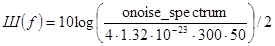 Ш(f) = 10log(onoise_spectrum / (4·1.32·10⁻²³·300·50)) / 2